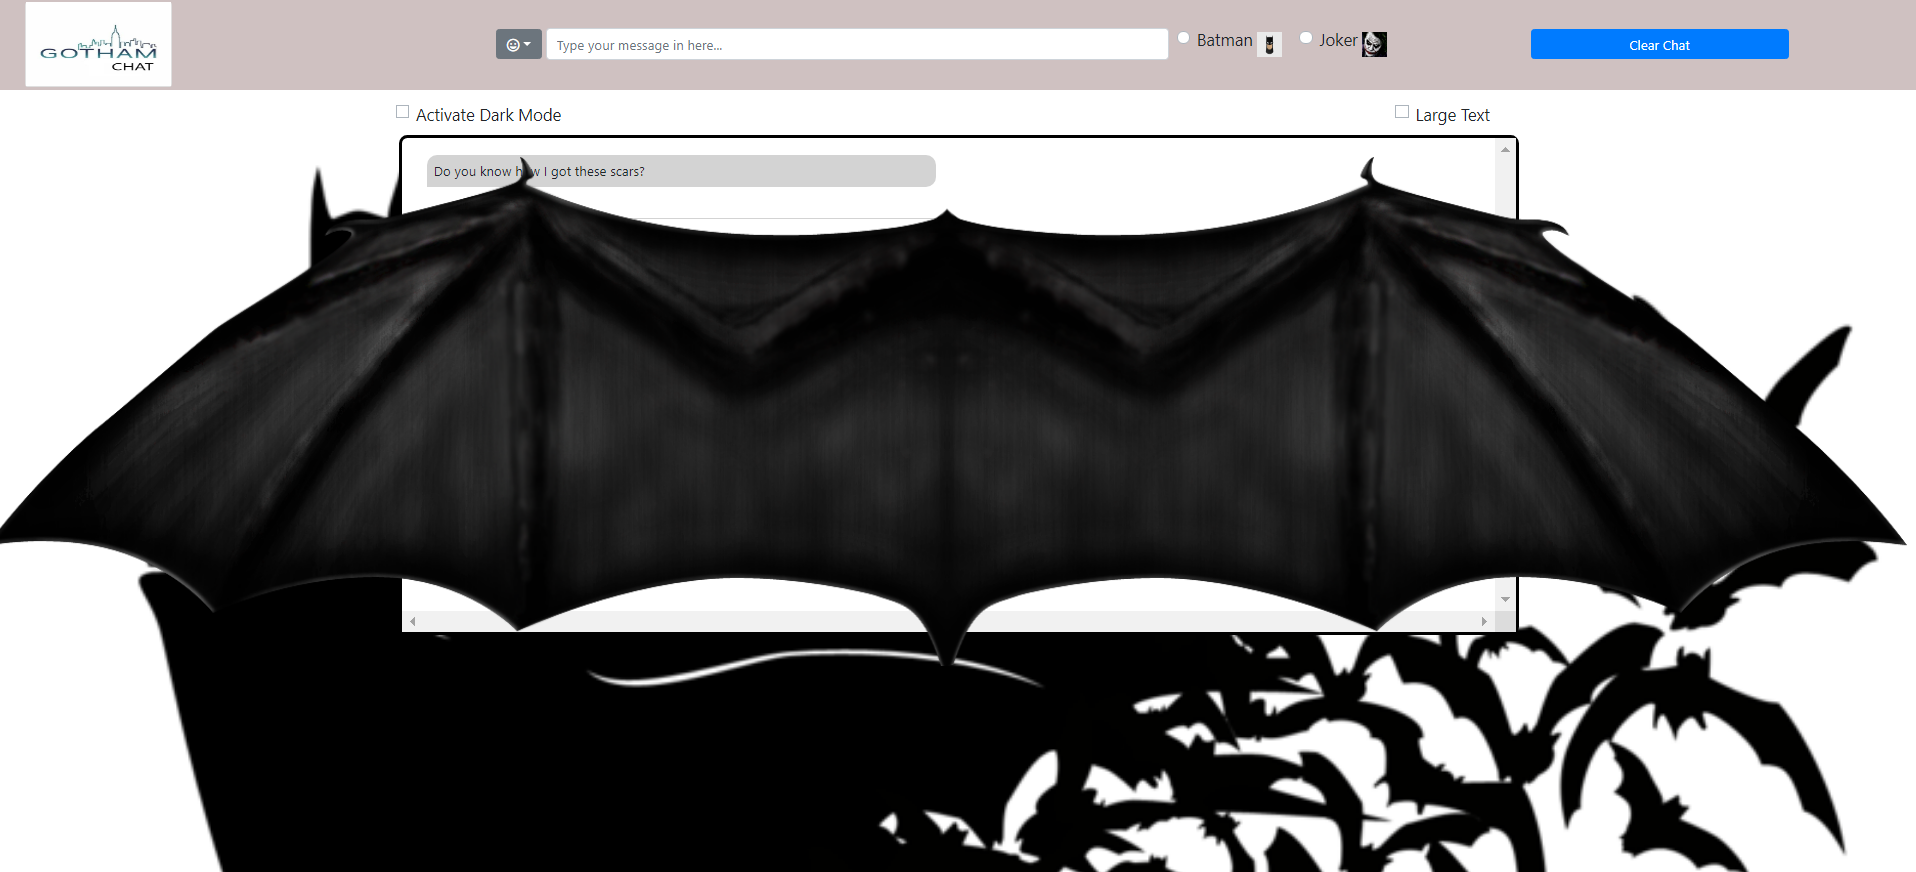 GOTHAM
CHAT
Type your message in here...
Batman
Joker
Clear Chat
Activate Dark Mode
Large Text
Do you know how I got these scars?